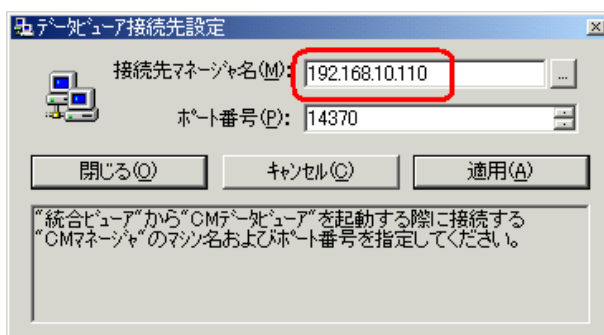 データビューア接続先設定
接続先マネージャ名(M): 192.168.10.110 ...
ポート番号(P): 14370
閉じる(O) キャンセル(C) 適用(A)
"統合ビューア"から"CMデータビューア"を起動する際に接続する
"CMマネージャ"のマシン名およびポート番号を指定してください。